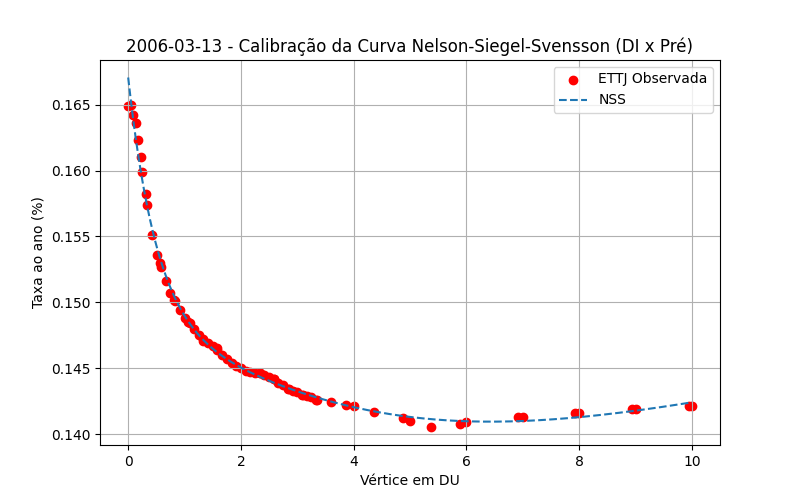 2006-03-13 - Calibração da Curva Nelson-Siegel-Svensson (DI x Pré)
ETTJ Observada
NSS
Taxa ao ano (%)
0.165
0.160
0.155
0.150
0.145
0.140
0 2 4 6 8 10
Vértice em DU